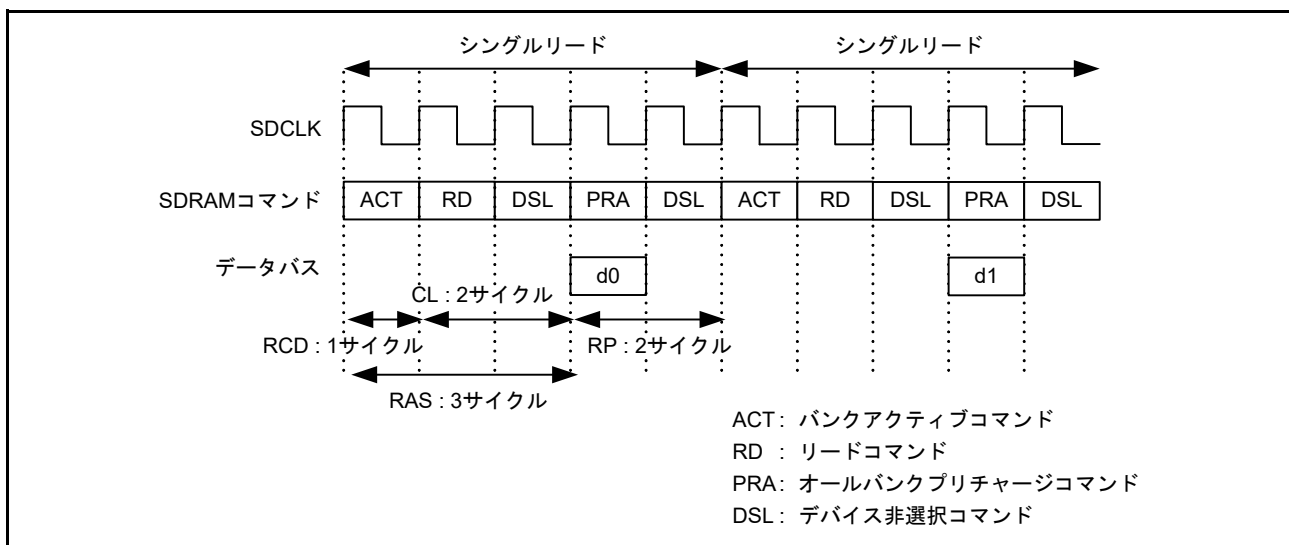 シングルリード シングルリード
SDCLK
SDRAMコマンド ACT RD DSL PRA DSL ACT RD DSL PRA DSL
データバス d0 d1
CL : 2サイクル
RCD : 1サイクル RP : 2サイクル
RAS : 3サイクル
ACT : バンクアクティブコマンド
RD : リードコマンド
PRA : オールバンクプリチャージコマンド
DSL : デバイス非選択コマンド